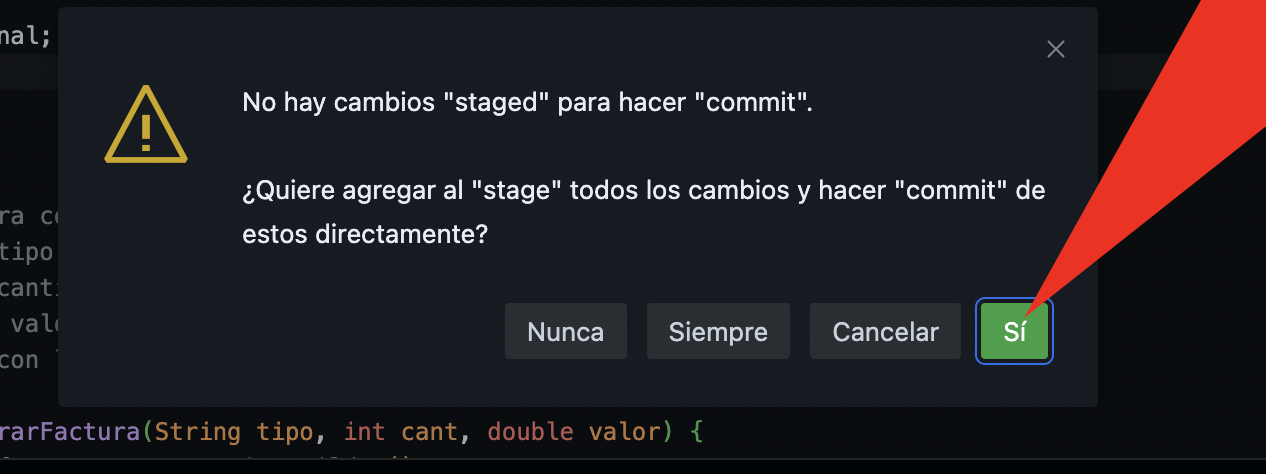 nal;
No hay cambios "staged" para hacer "commit".
¿Quiere agregar al "stage" todos los cambios y hacer "commit" de
estos directamente?
ra co
tipo
canti
valo
con
Nunca Siempre Cancelar Sí
rarFactura(String tipo, int cant, double valor) {